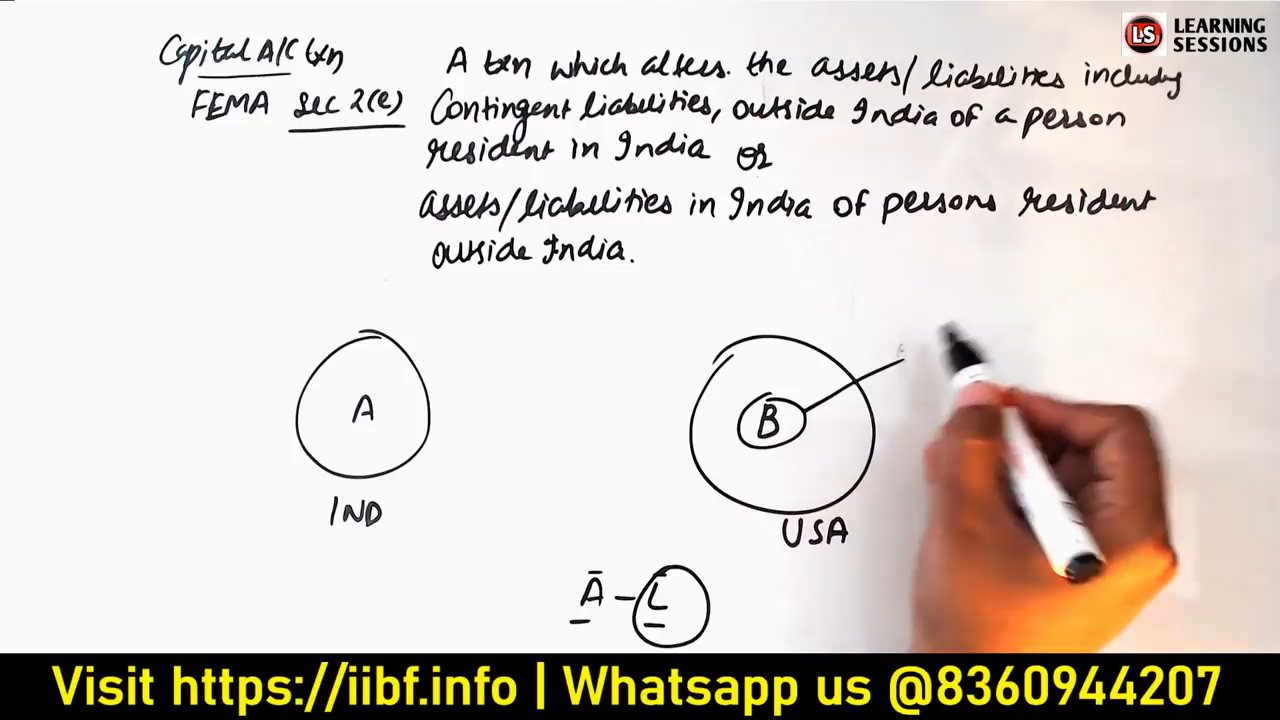 LS LEARNING
SESSIONS
Capital A/C txn
FEMA Sec 2(e)
A txn which alters. the assets/liabilities including
Contingent liabilities, outside India of a person
resident in India or
assets/liabilities in India of persons resident
outside India.
A
IND
B
USA
A - L
Visit https://iibf.info | Whatsapp us @8360944207